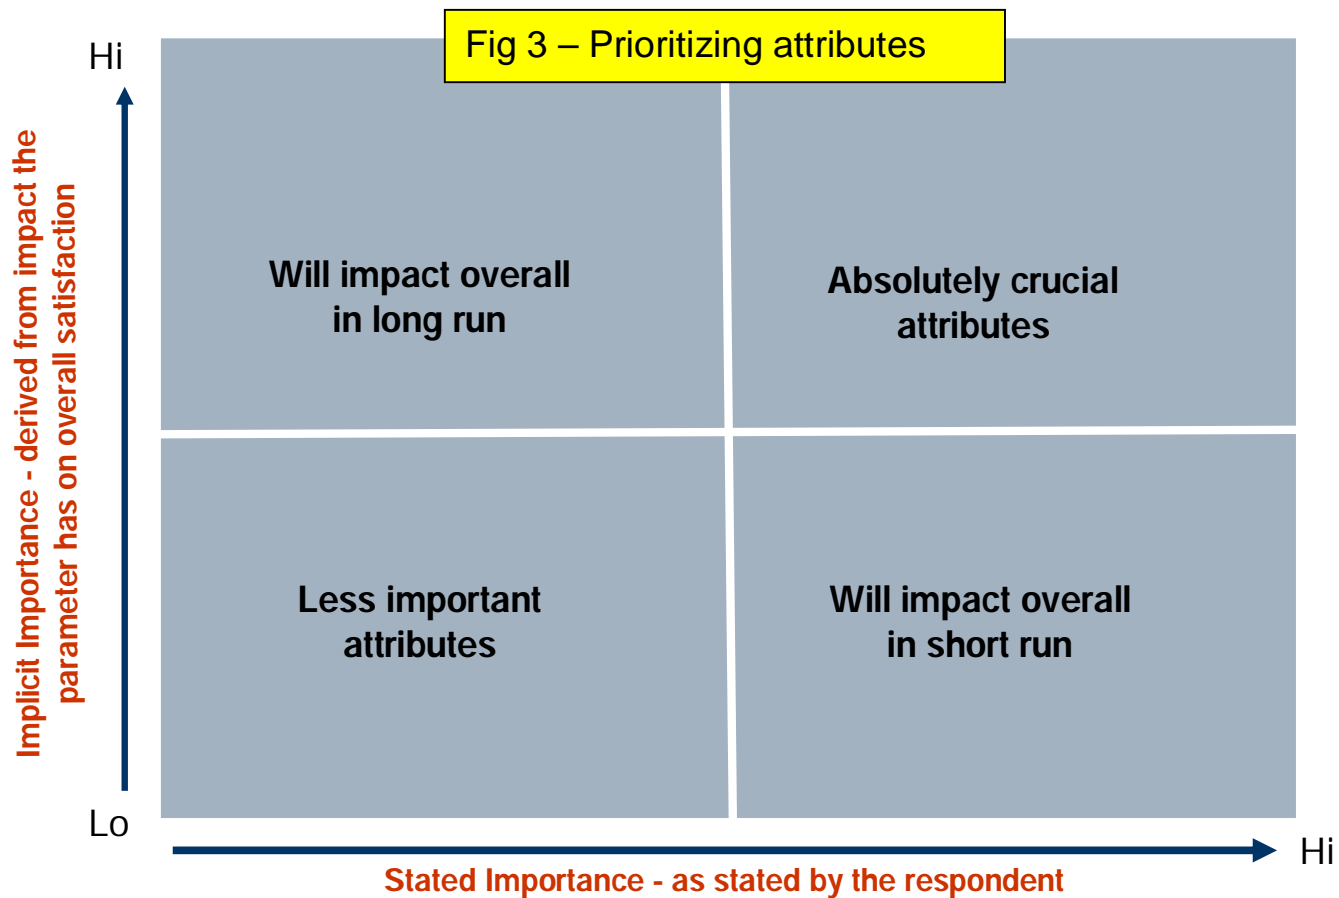 Fig 3 – Prioritizing attributes
Hi
Implicit Importance - derived from impact the
parameter has on overall satisfaction
Will impact overall
in long run
Absolutely crucial
attributes
Less important
attributes
Will impact overall
in short run
Lo
Hi
Stated Importance - as stated by the respondent